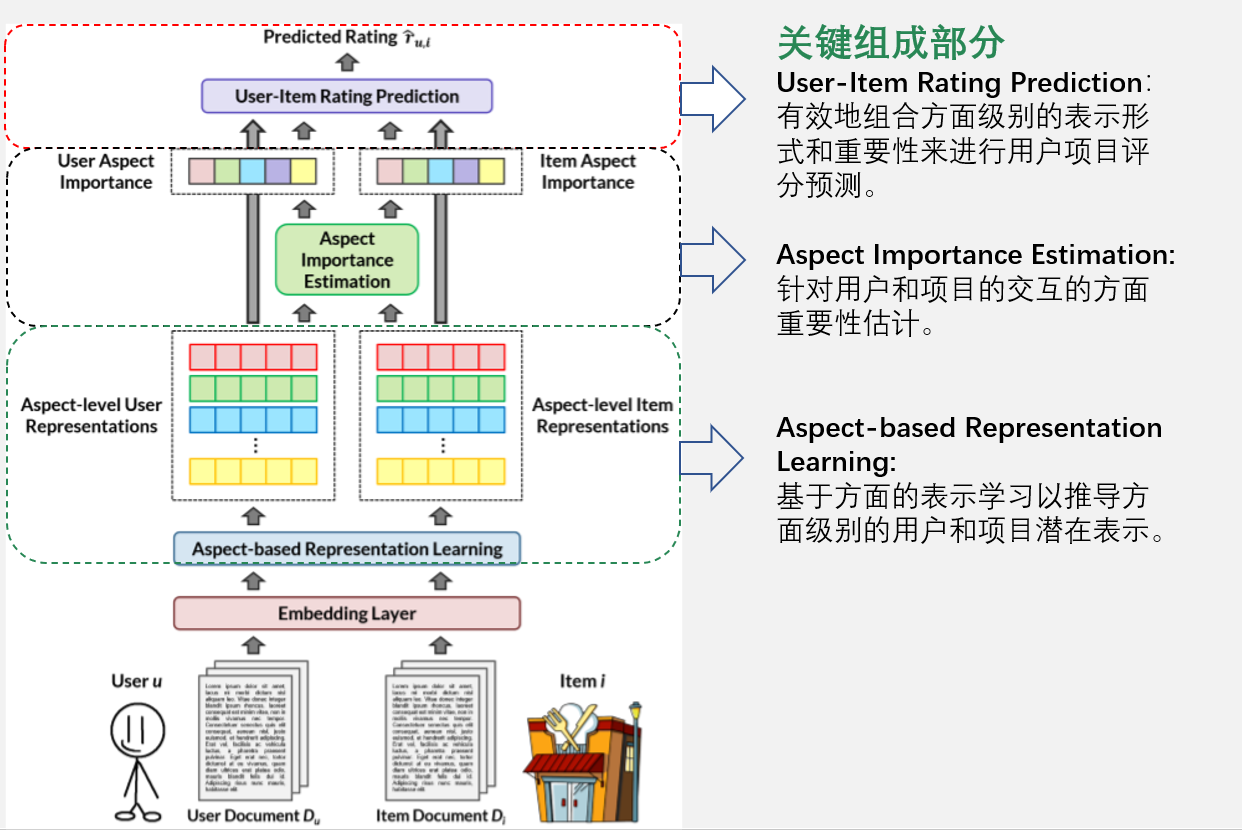 Predicted Rating r̂u,i
User-Item Rating Prediction
User Aspect
Importance
Item Aspect
Importance
Aspect
Importance
Estimation
Aspect-level User
Representations
Aspect-level Item
Representations
Aspect-based Representation Learning
Embedding Layer
User u
Item i
User Document Du
Item Document Di
关键组成部分
User-Item Rating Prediction：
有效地组合方面级别的表示形
式和重要性来进行用户项目评
分预测。
Aspect Importance Estimation:
针对用户和项目的交互的方面
重要性估计。
Aspect-based Representation
Learning:
基于方面的表示学习以推导方
面级别的用户和项目潜在表示。